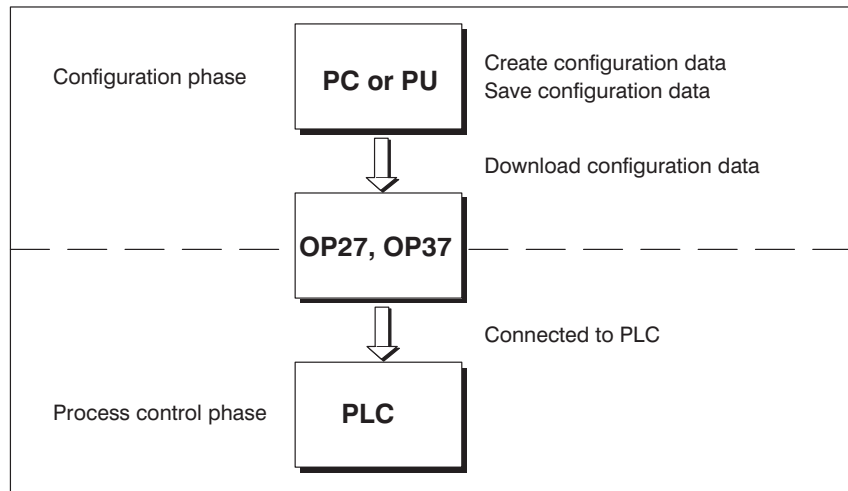 Configuration phase
PC or PU
Create configuration data
Save configuration data
Download configuration data
OP27, OP37
Connected to PLC
Process control phase
PLC